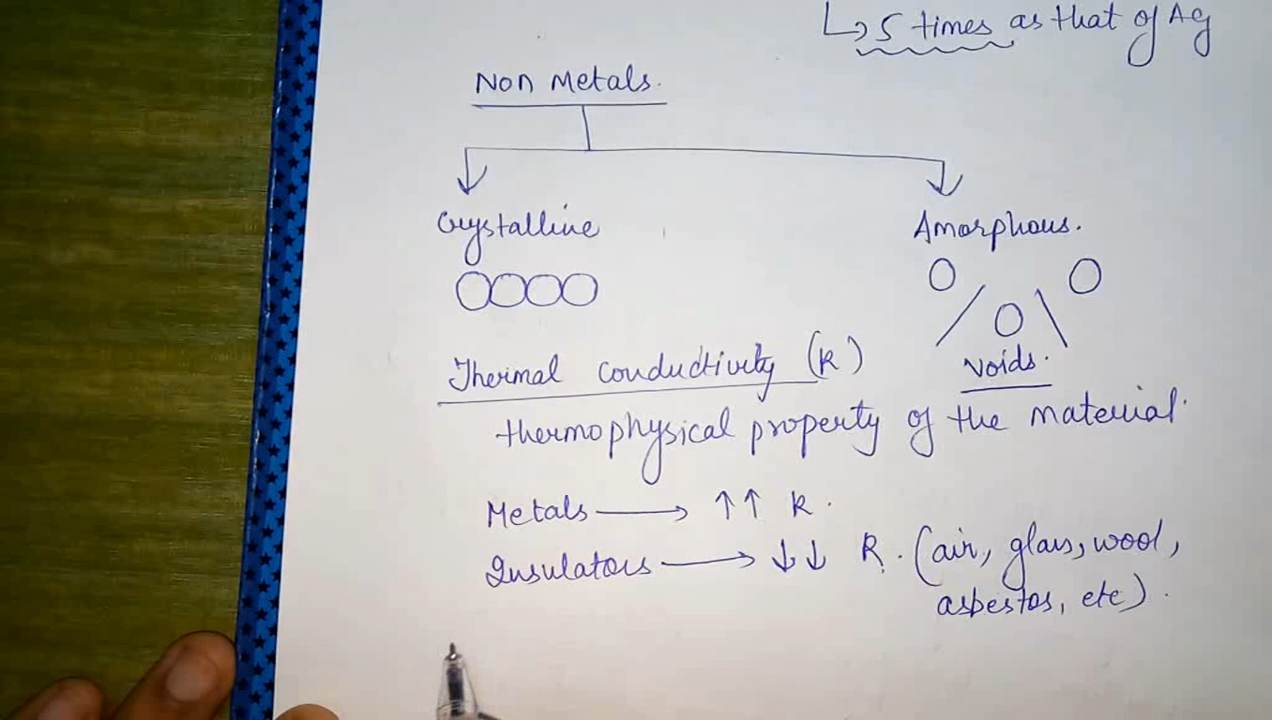 ↳ 5 times as that of Ag
Non Metals.
Crystalline
Amorphous.
Voids.
Thermal conductivity (k)
thermophysical property of the material.
Metals ⟶ ↑↑ k.
Insulators ⟶ ↓↓ k. (air, glass, wool,
asbestos, etc).